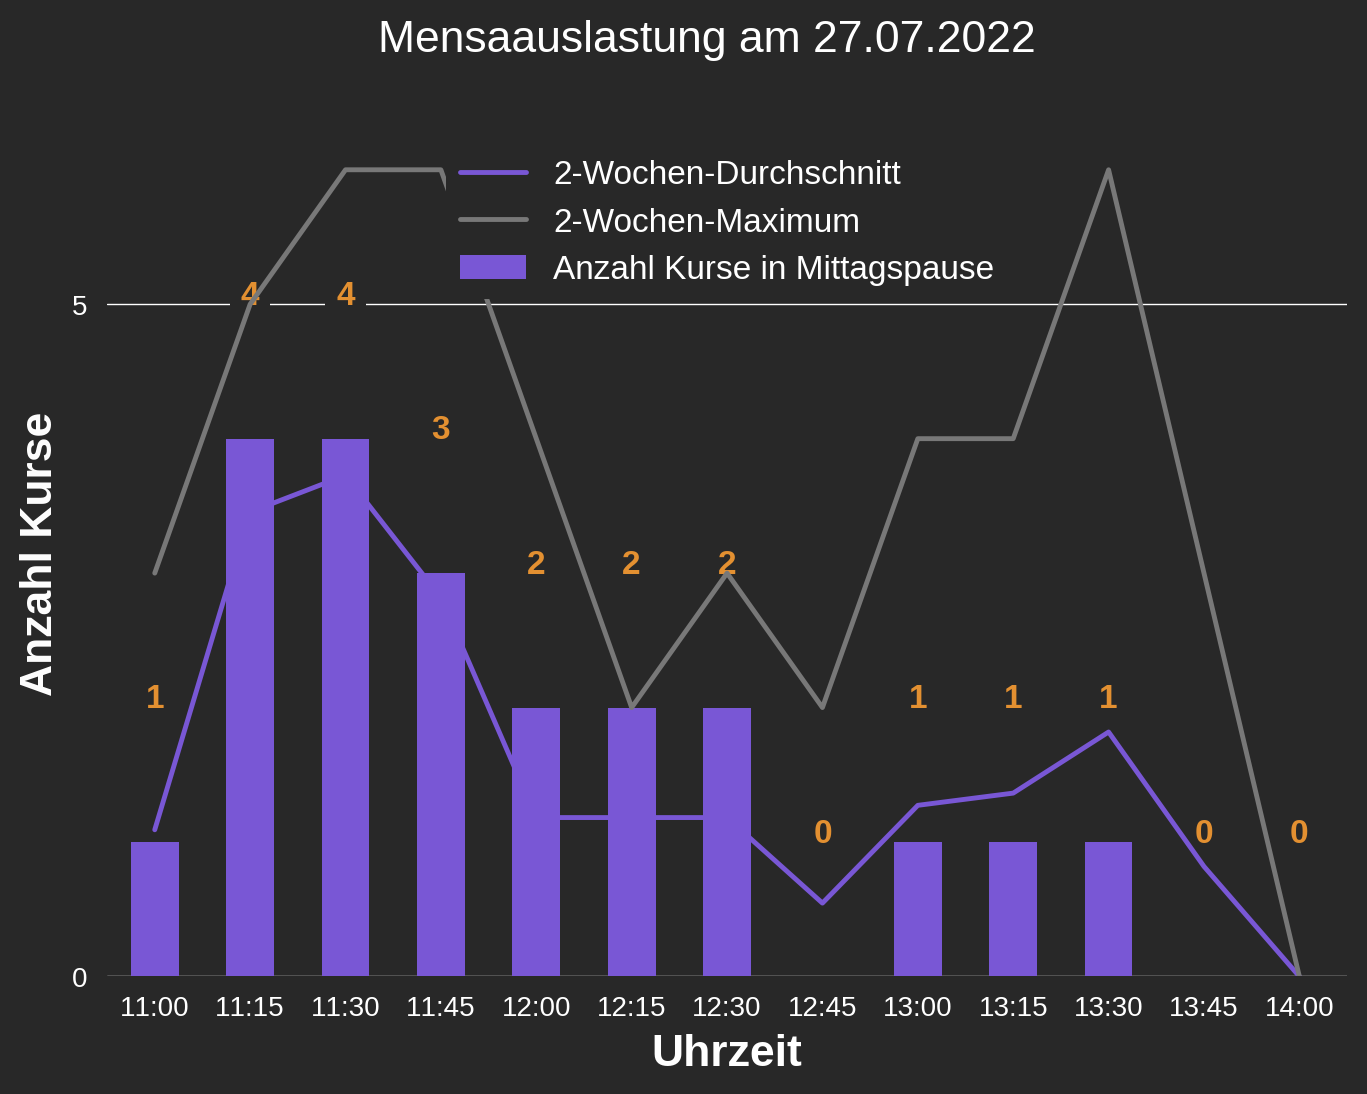 Mensaauslastung am 27.07.2022
2-Wochen-Durchschnitt
2-Wochen-Maximum
Anzahl Kurse in Mittagspause
4 4
5
3
2 2 2
1 1 1 1
0 0 0
0
Anzahl Kurse
11:00 11:15 11:30 11:45 12:00 12:15 12:30 12:45 13:00 13:15 13:30 13:45 14:00
Uhrzeit